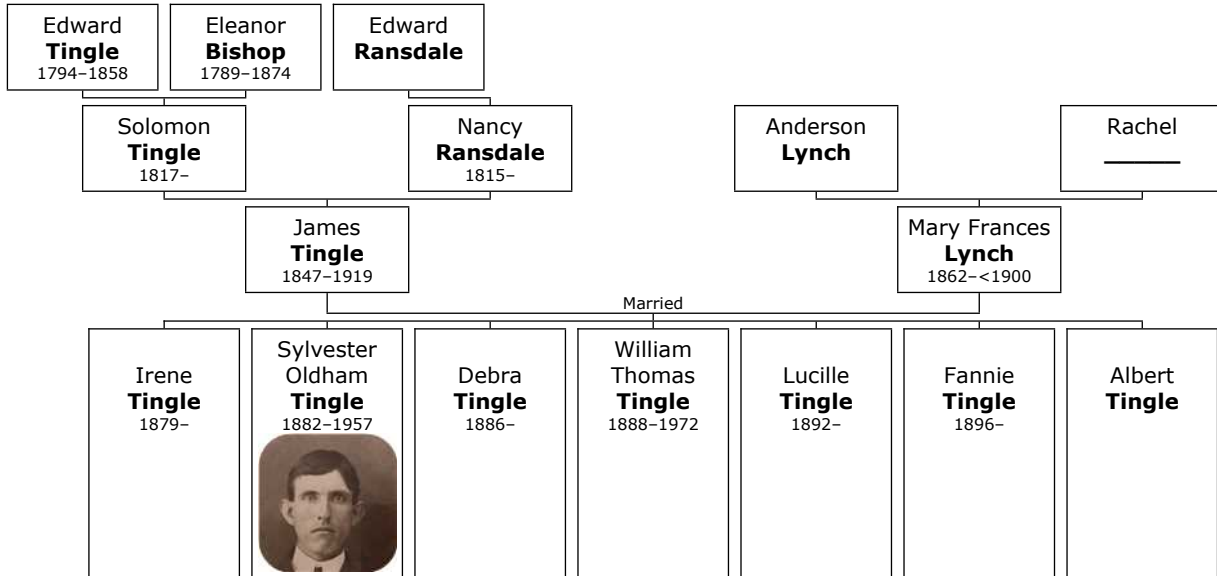 Edward
Tingle
1794–1858
Eleanor
Bishop
1789–1874
Edward
Ransdale
Solomon
Tingle
1817–
Nancy
Ransdale
1815–
Anderson
Lynch
Rachel
______
James
Tingle
1847–1919
Mary Frances
Lynch
1862–<1900
Married
Irene
Tingle
1879–
Sylvester
Oldham
Tingle
1882–1957
Debra
Tingle
1886–
William
Thomas
Tingle
1888–1972
Lucille
Tingle
1892–
Fannie
Tingle
1896–
Albert
Tingle